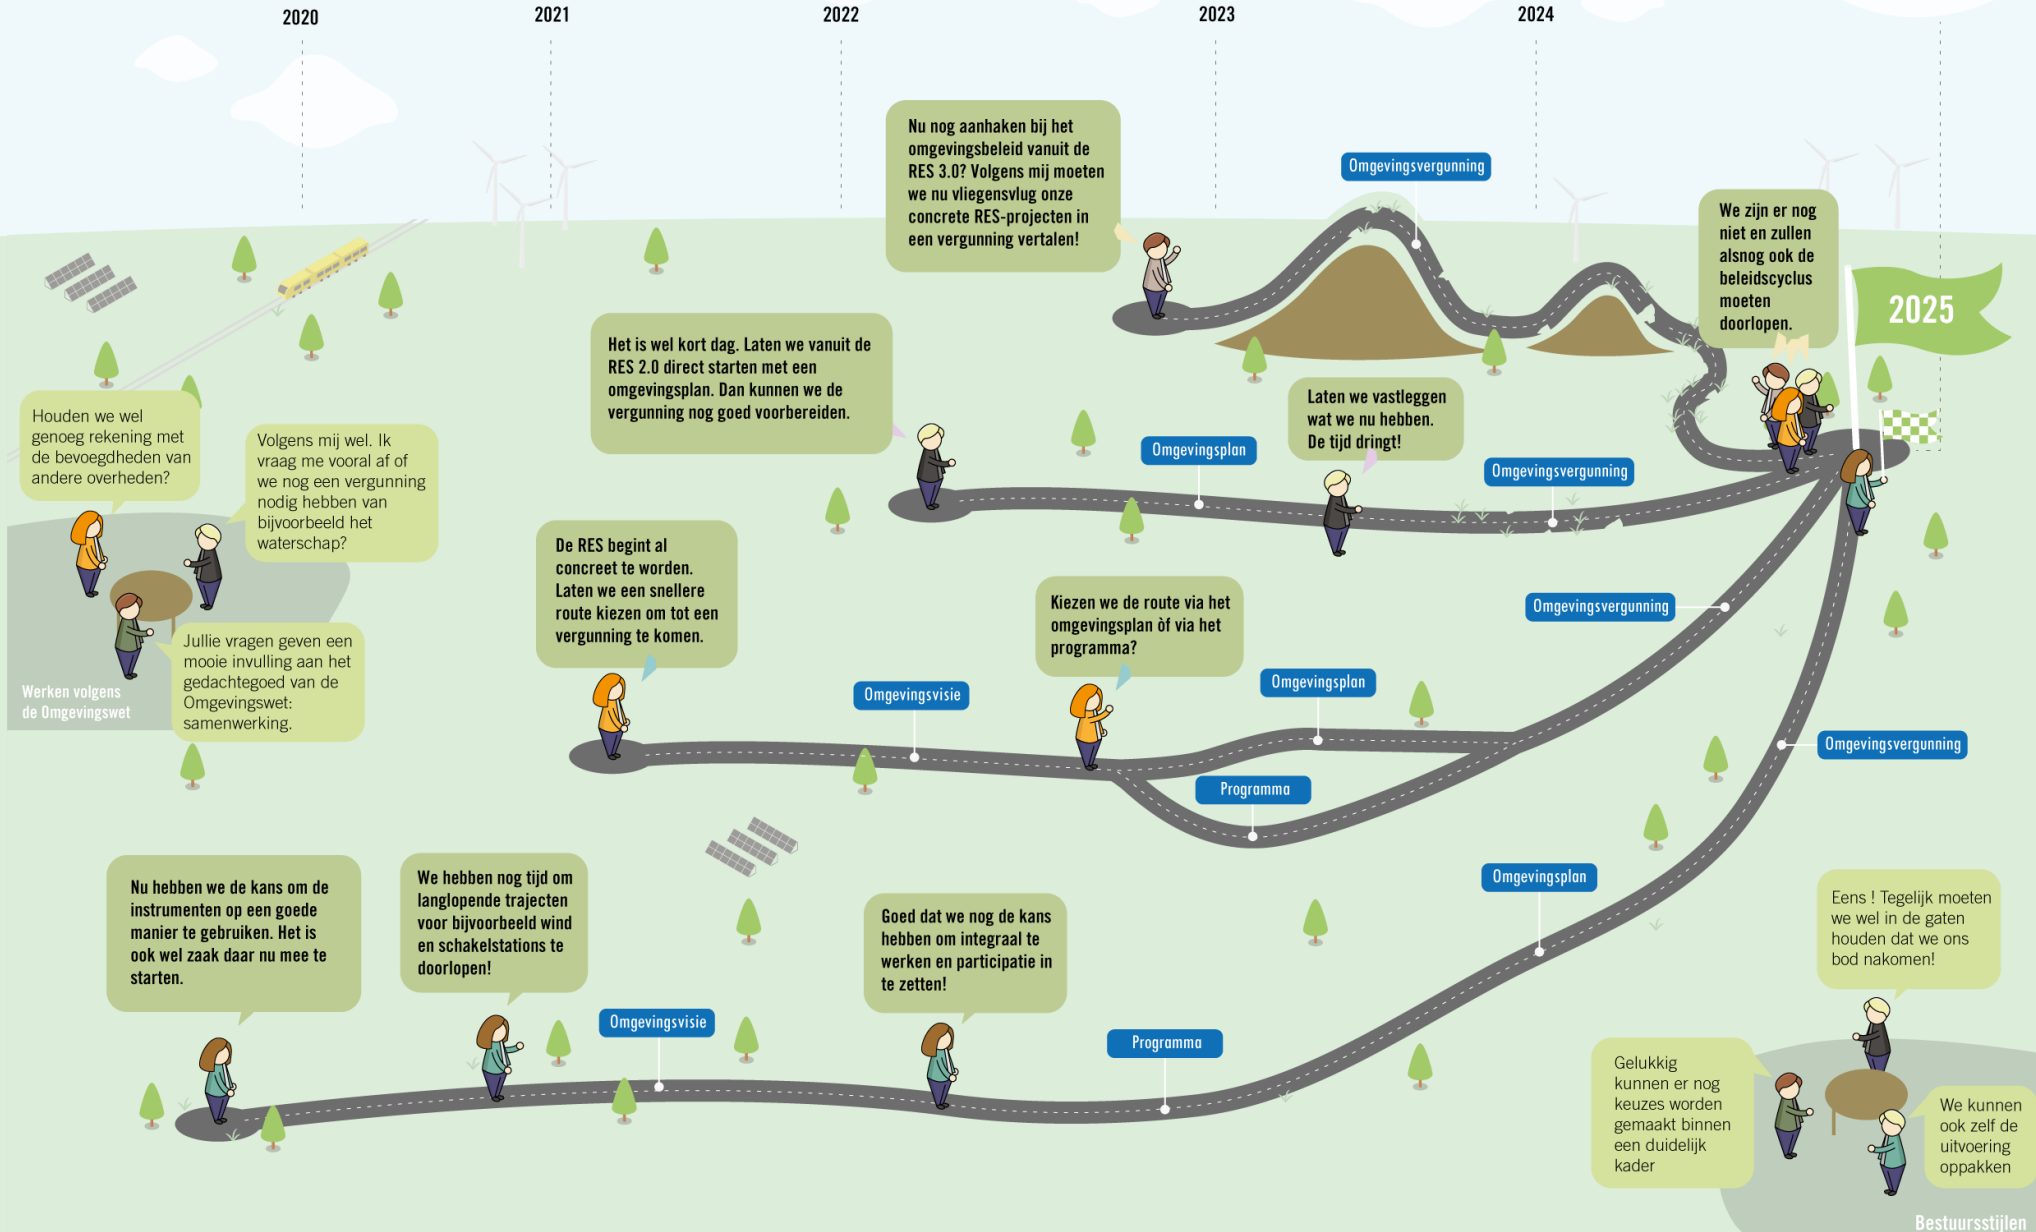 2020
2021
2022
2023
2024
Nu nog aanhaken bij het
omgevingsbeleid vanuit de
RES 3.0? Volgens mij moeten
we nu vliegensvlug onze
concrete RES-projecten in
een vergunning vertalen!
Omgevingsvergunning
We zijn er nog
niet en zullen
alsnog ook de
beleidscyclus
moeten
doorlopen.
2025
Het is wel kort dag. Laten we vanuit de
RES 2.0 direct starten met een
omgevingsplan. Dan kunnen we de
vergunning nog goed voorbereiden.
Omgevingsplan
Laten we vastleggen
wat we nu hebben.
De tijd dringt!
Omgevingsvergunning
Houden we wel
genoeg rekening met
de bevoegdheden van
andere overheden?
Volgens mij wel. Ik
vraag me vooral af of
we nog een vergunning
nodig hebben van
bijvoorbeeld het
waterschap?
Jullie vragen geven een
mooie invulling aan het
gedachtegoed van de
Omgevingswet:
samenwerking.
Werken volgens
de Omgevingswet
De RES begint al
concreet te worden.
Laten we een snellere
route kiezen om tot een
vergunning te komen.
Omgevingsvisie
Kiezen we de route via het
omgevingsplan òf via het
programma?
Omgevingsplan
Programma
Omgevingsvergunning
Omgevingsvergunning
Nu hebben we de kans om de
instrumenten op een goede
manier te gebruiken. Het is
ook wel zaak daar nu mee te
starten.
We hebben nog tijd om
langlopende trajecten
voor bijvoorbeeld wind
en schakelstations te
doorlopen!
Omgevingsvisie
Goed dat we nog de kans
hebben om integraal te
werken en participatie in
te zetten!
Programma
Omgevingsplan
Eens ! Tegelijk moeten
we wel in de gaten
houden dat we ons
bod nakomen!
Gelukkig
kunnen er nog
keuzes worden
gemaakt binnen
een duidelijk
kader
We kunnen
ook zelf de
uitvoering
oppakken
Bestuursstijlen